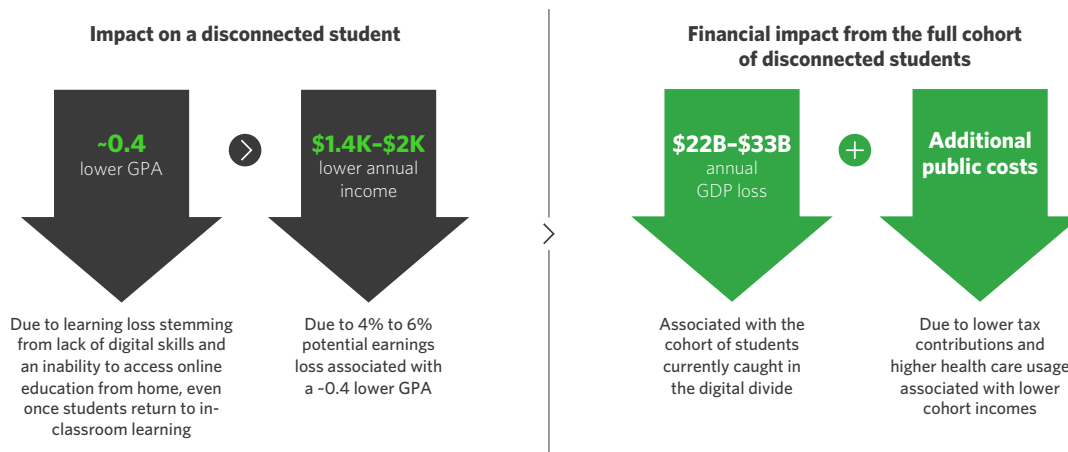 Impact on a disconnected student
~0.4
lower GPA
$1.4K–$2K
lower annual
income
Due to learning loss stemming
from lack of digital skills and
an inability to access online
education from home, even
once students return to in-
classroom learning
Due to 4% to 6%
potential earnings
loss associated with
a ~0.4 lower GPA
Financial impact from the full cohort
of disconnected students
$22B–$33B
annual
GDP loss
Additional
public costs
Associated with the
cohort of students
currently caught in
the digital divide
Due to lower tax
contributions and
higher health care usage
associated with lower
cohort incomes